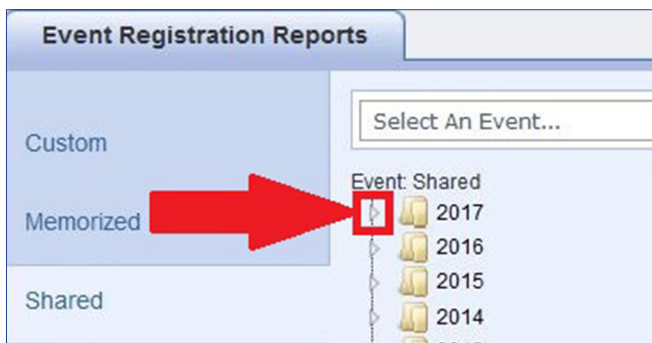 Event Registration Reports
Custom
Memorized
Shared
Select An Event...
Event: Shared
2017
2016
2015
2014